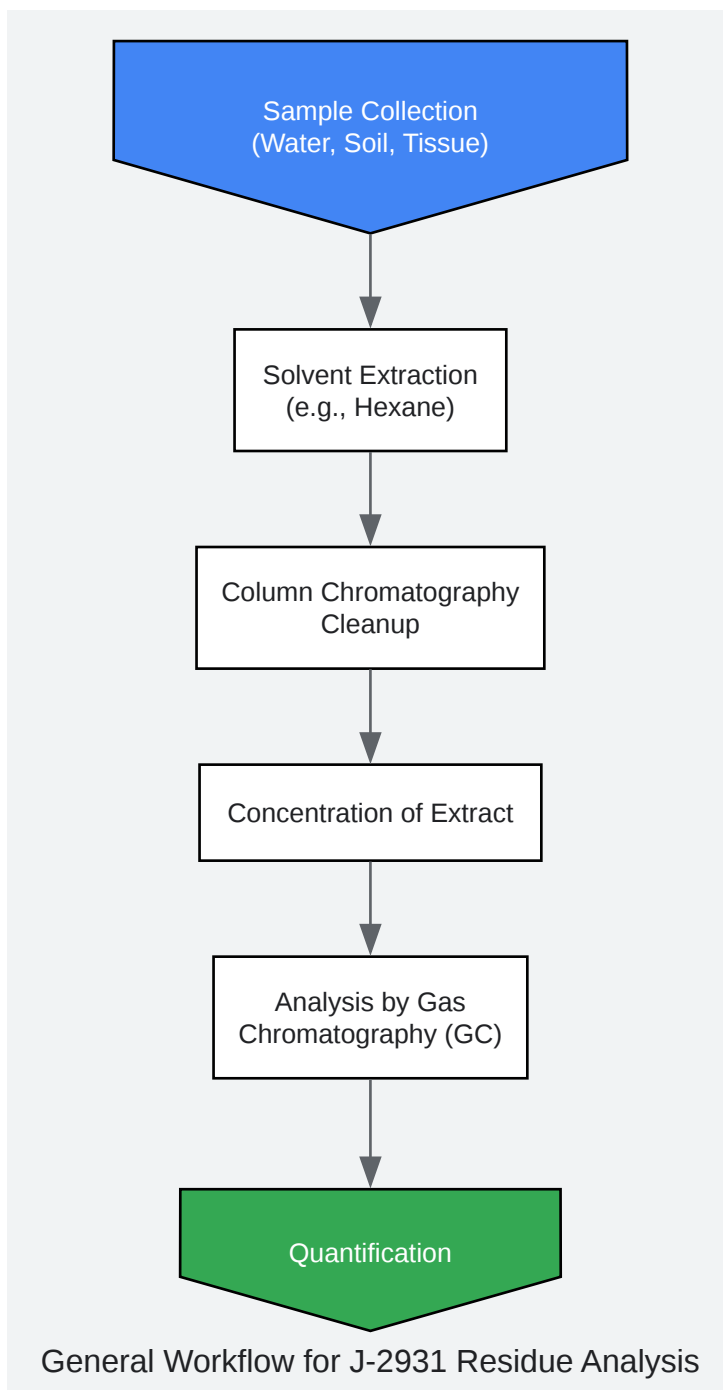 Sample Collection
(Water, Soil, Tissue)
Solvent Extraction
(e.g., Hexane)
Column Chromatography
Cleanup
Concentration of Extract
Analysis by Gas
Chromatography (GC)
Quantification
General Workflow for J-2931 Residue Analysis